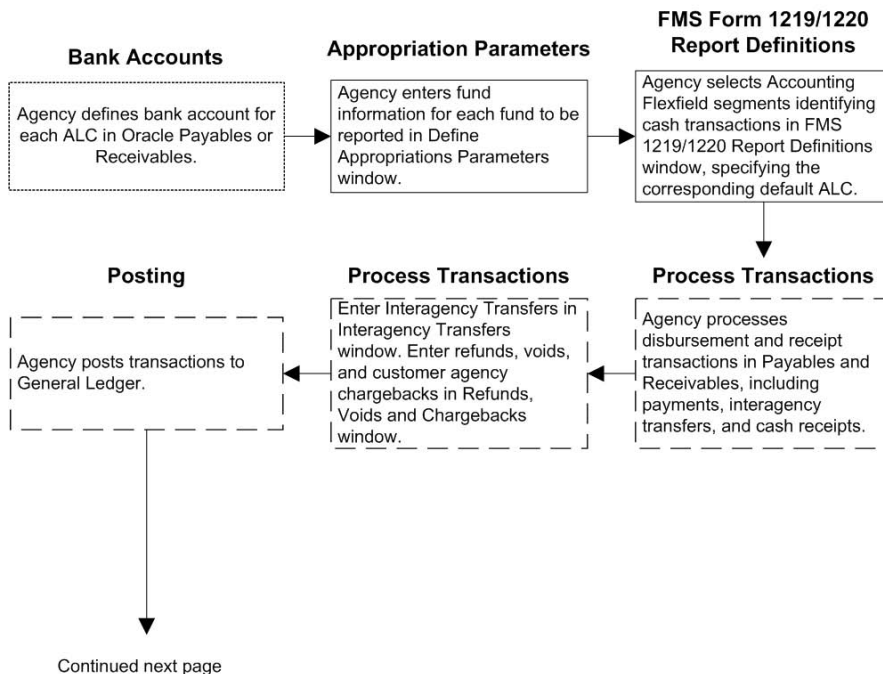 Bank Accounts
Agency defines bank account for
each ALC in Oracle Payables or
Receivables.
Appropriation Parameters
Agency enters fund
information for each fund to be
reported in Define
Appropriations Parameters
window.
FMS Form 1219/1220
Report Definitions
Agency selects Accounting
Flexfield segments identifying
cash transactions in FMS
1219/1220 Report Definitions
window, specifying the
corresponding default ALC.
Process Transactions
Agency processes
disbursement and receipt
transactions in Payables and
Receivables, including
payments, interagency
transfers, and cash receipts.
Process Transactions
Enter Interagency Transfers in
Interagency Transfers
window. Enter refunds, voids,
and customer agency
chargebacks in Refunds,
Voids and Chargebacks
window.
Posting
Agency posts transactions to
General Ledger.
Continued next page